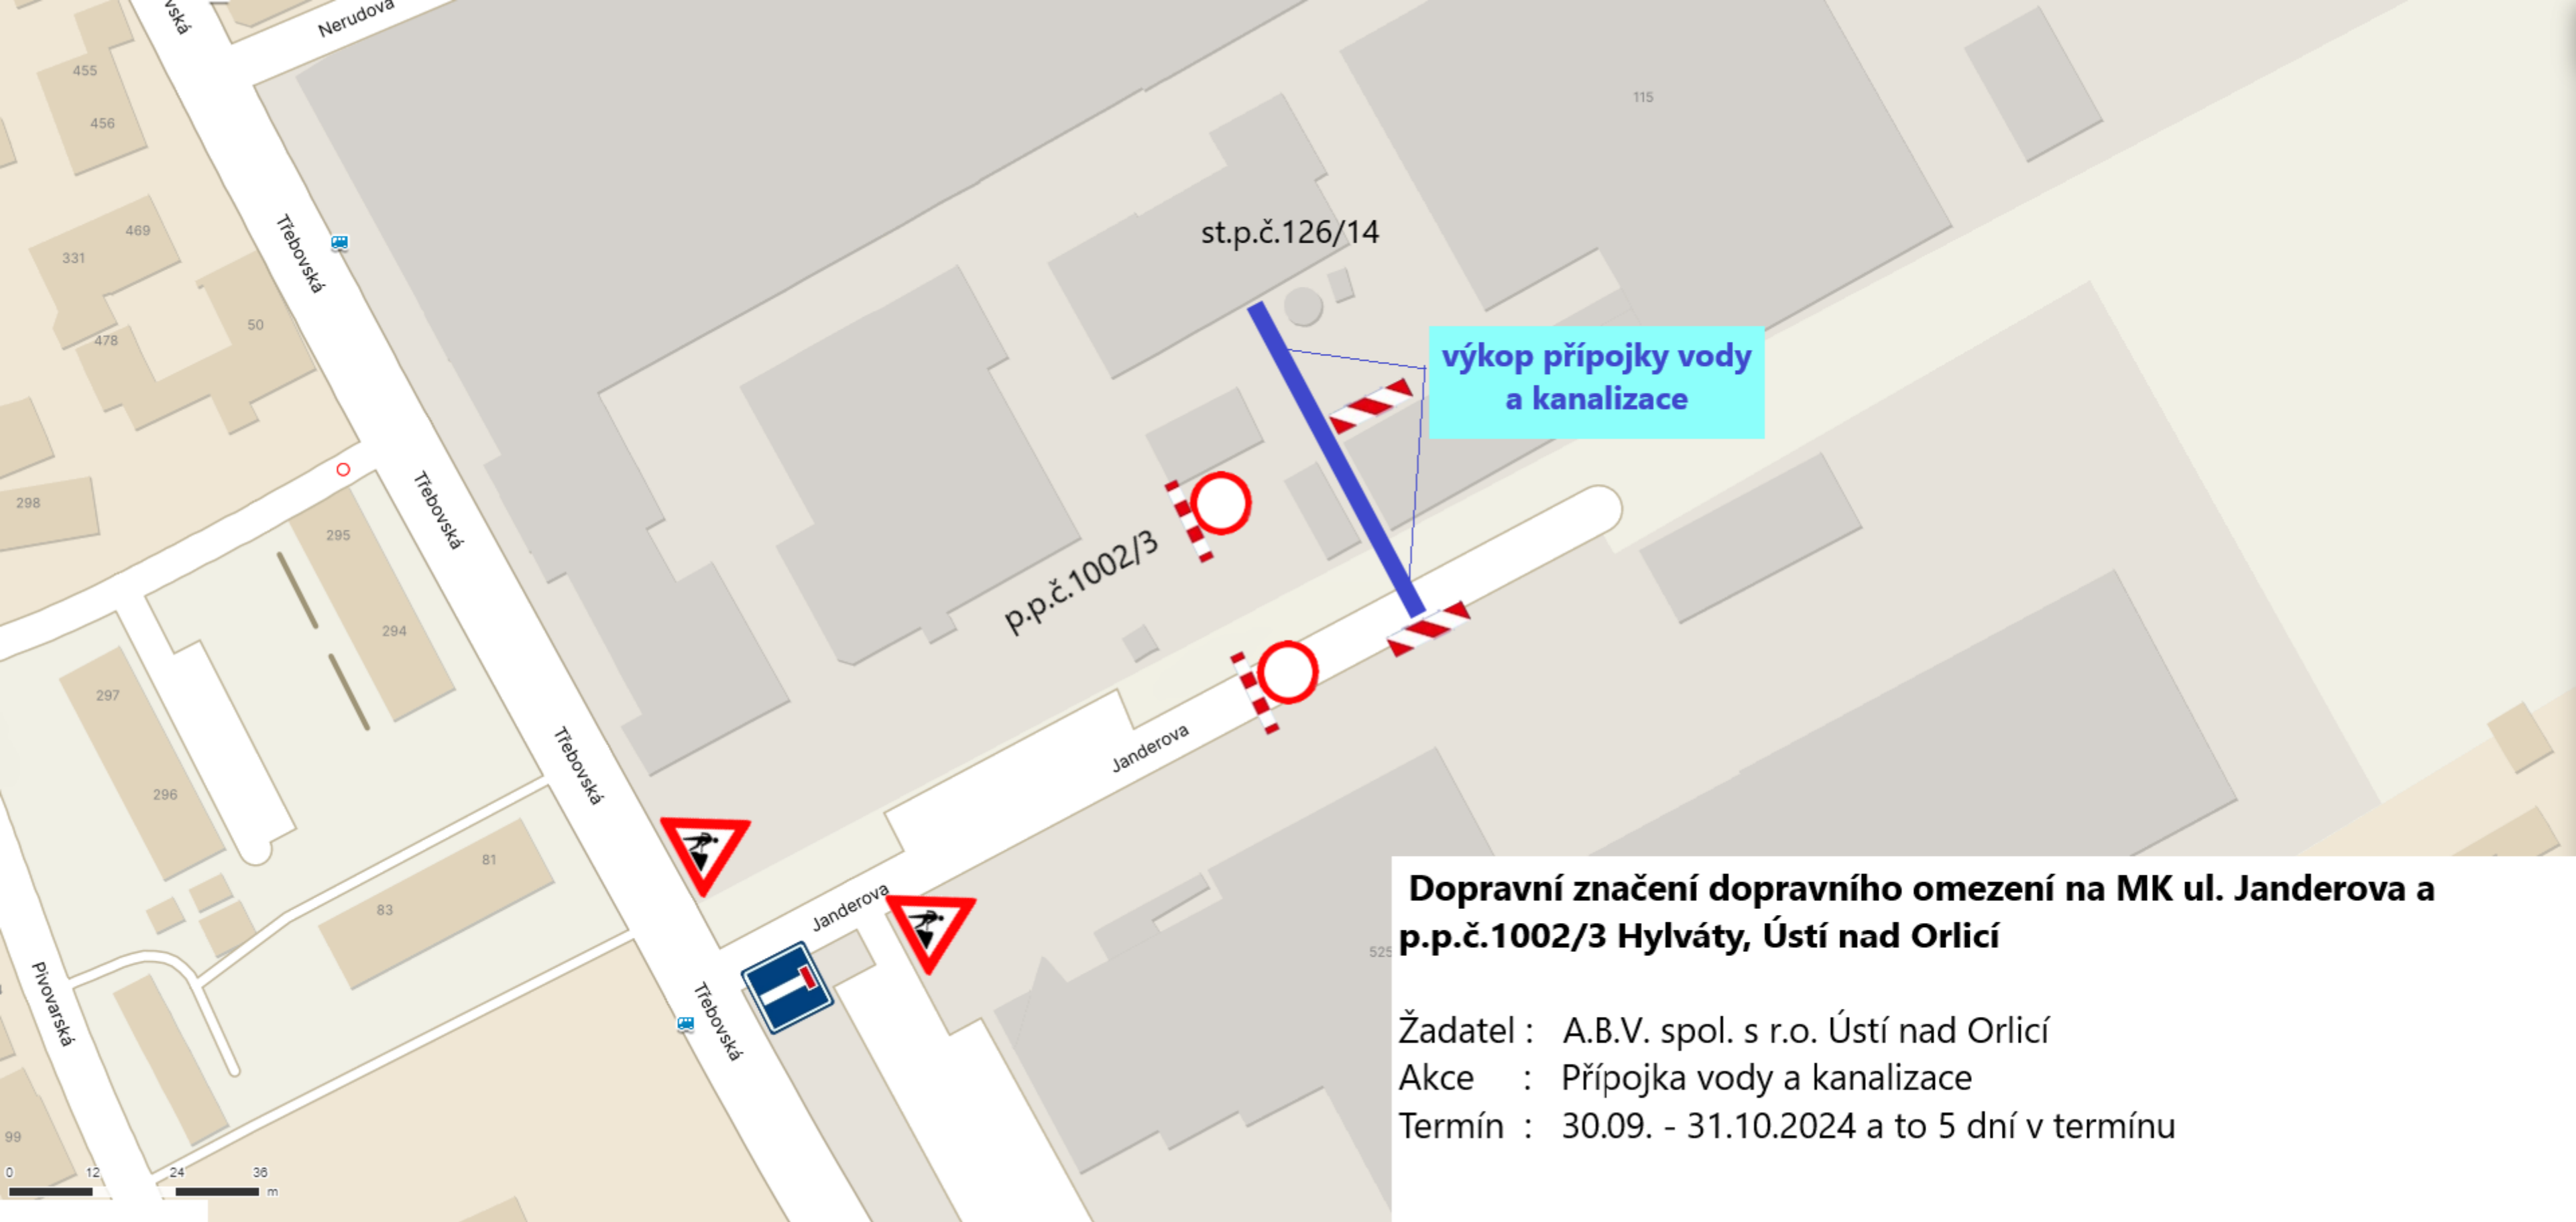 vská
Nerudova
455
456
115
469
331
Třebovská
st.p.č.126/14
50
478
výkop přípojky vody
a kanalizace
298
295
Třebovská
p.p.č.1002/3
294
297
Třebovská
Janderova
296
81
83
Janderova
Dopravní značení dopravního omezení na MK ul. Janderova a
p.p.č.1002/3 Hylváty, Ústí nad Orlicí
525
Pivovarská
Třebovská
Žadatel : A.B.V. spol. s r.o. Ústí nad Orlicí
Akce : Přípojka vody a kanalizace
Termín : 30.09. - 31.10.2024 a to 5 dní v termínu
99
0 12 24 36
m